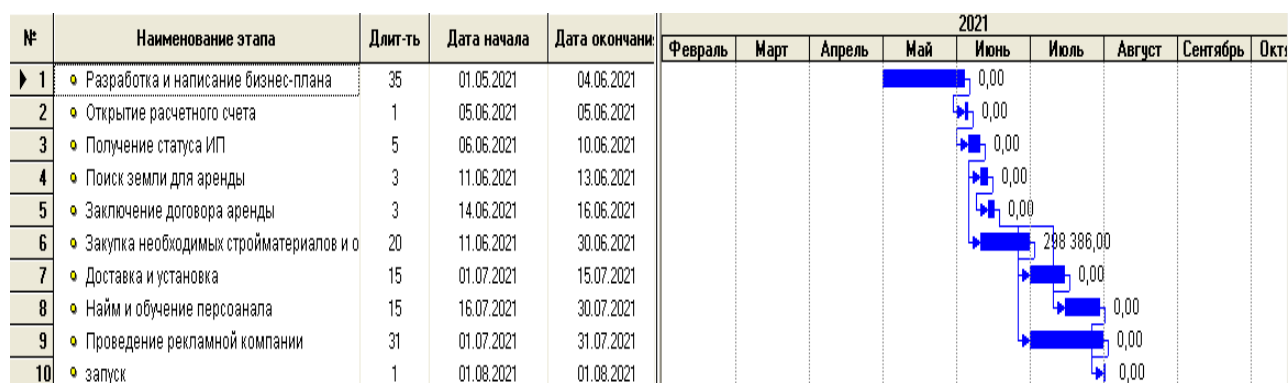 № Наименование этапа Длит-ть Дата начала Дата окончани 2021
Февраль Март Апрель Май Июнь Июль Август Сентябрь Октя
1 Разработка и написание бизнес-плана 35 01.05.2021 04.06.2021 0,00
2 Открытие расчетного счета 1 05.06.2021 05.06.2021 0,00
3 Получение статуса ИП 5 06.06.2021 10.06.2021 0,00
4 Поиск земли для аренды 3 11.06.2021 13.06.2021 0,00
5 Заключение договора аренды 3 14.06.2021 16.06.2021 0,00
6 Закупка необходимых стройматериалов и о 20 11.06.2021 30.06.2021 298 386,00
7 Доставка и установка 15 01.07.2021 15.07.2021 0,00
8 Найм и обучение персоанала 15 16.07.2021 30.07.2021 0,00
9 Проведение рекламной компании 31 01.07.2021 31.07.2021 0,00
10 запуск 1 01.08.2021 01.08.2021 0,00